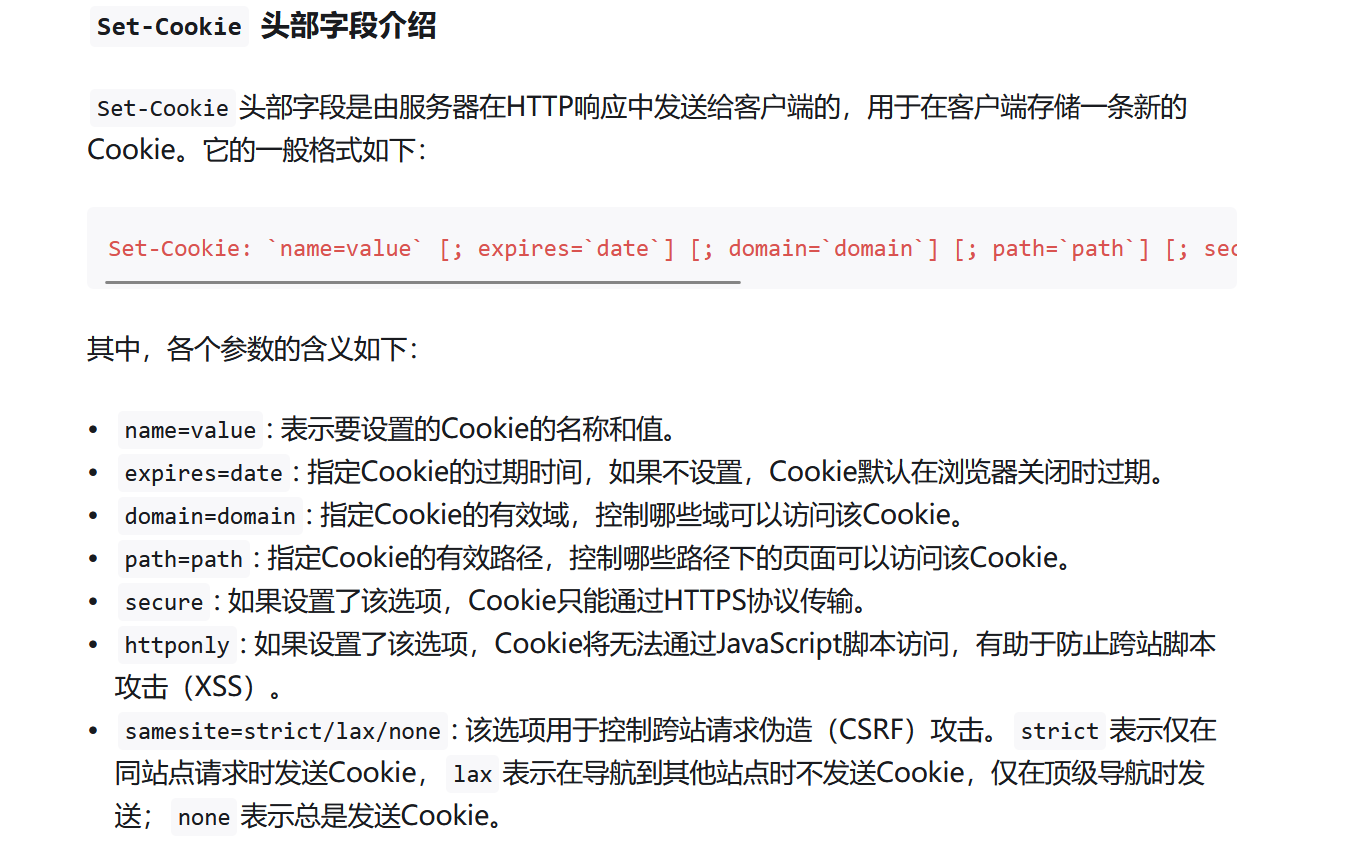 Set-Cookie 头部字段介绍
Set-Cookie 头部字段是由服务器在HTTP响应中发送给客户端的，用于在客户端存储一条新的
Cookie。它的一般格式如下：
Set-Cookie: `name=value` [; expires=`date`] [; domain=`domain`] [; path=`path`] [; sec
其中，各个参数的含义如下：
• name=value：表示要设置的Cookie的名称和值。
• expires=date：指定Cookie的过期时间，如果不设置，Cookie默认在浏览器关闭时过期。
• domain=domain：指定Cookie的有效域，控制哪些域可以访问该Cookie。
• path=path：指定Cookie的有效路径，控制哪些路径下的页面可以访问该Cookie。
• secure：如果设置了该选项，Cookie只能通过HTTPS协议传输。
• httponly：如果设置了该选项，Cookie将无法通过JavaScript脚本访问，有助于防止跨站脚本
攻击（XSS）。
• samesite=strict/lax/none：该选项用于控制跨站请求伪造（CSRF）攻击。 strict 表示仅在
同站点请求时发送Cookie， lax 表示在导航到其他站点时不发送Cookie，仅在顶级导航时发
送； none 表示总是发送Cookie。